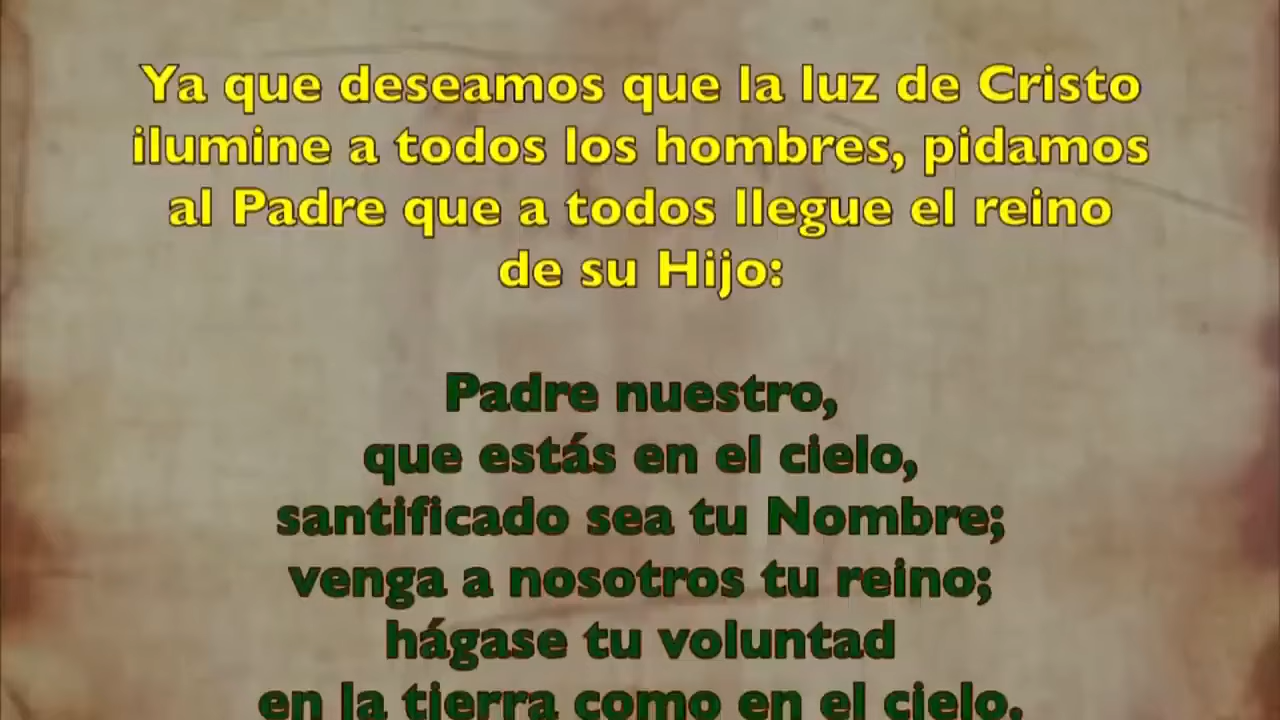 Ya que deseamos que la luz de Cristo
ilumine a todos los hombres, pidamos
al Padre que a todos llegue el reino
de su Hijo:
Padre nuestro,
que estás en el cielo,
santificado sea tu Nombre;
venga a nosotros tu reino;
hágase tu voluntad
en la tierra como en el cielo.